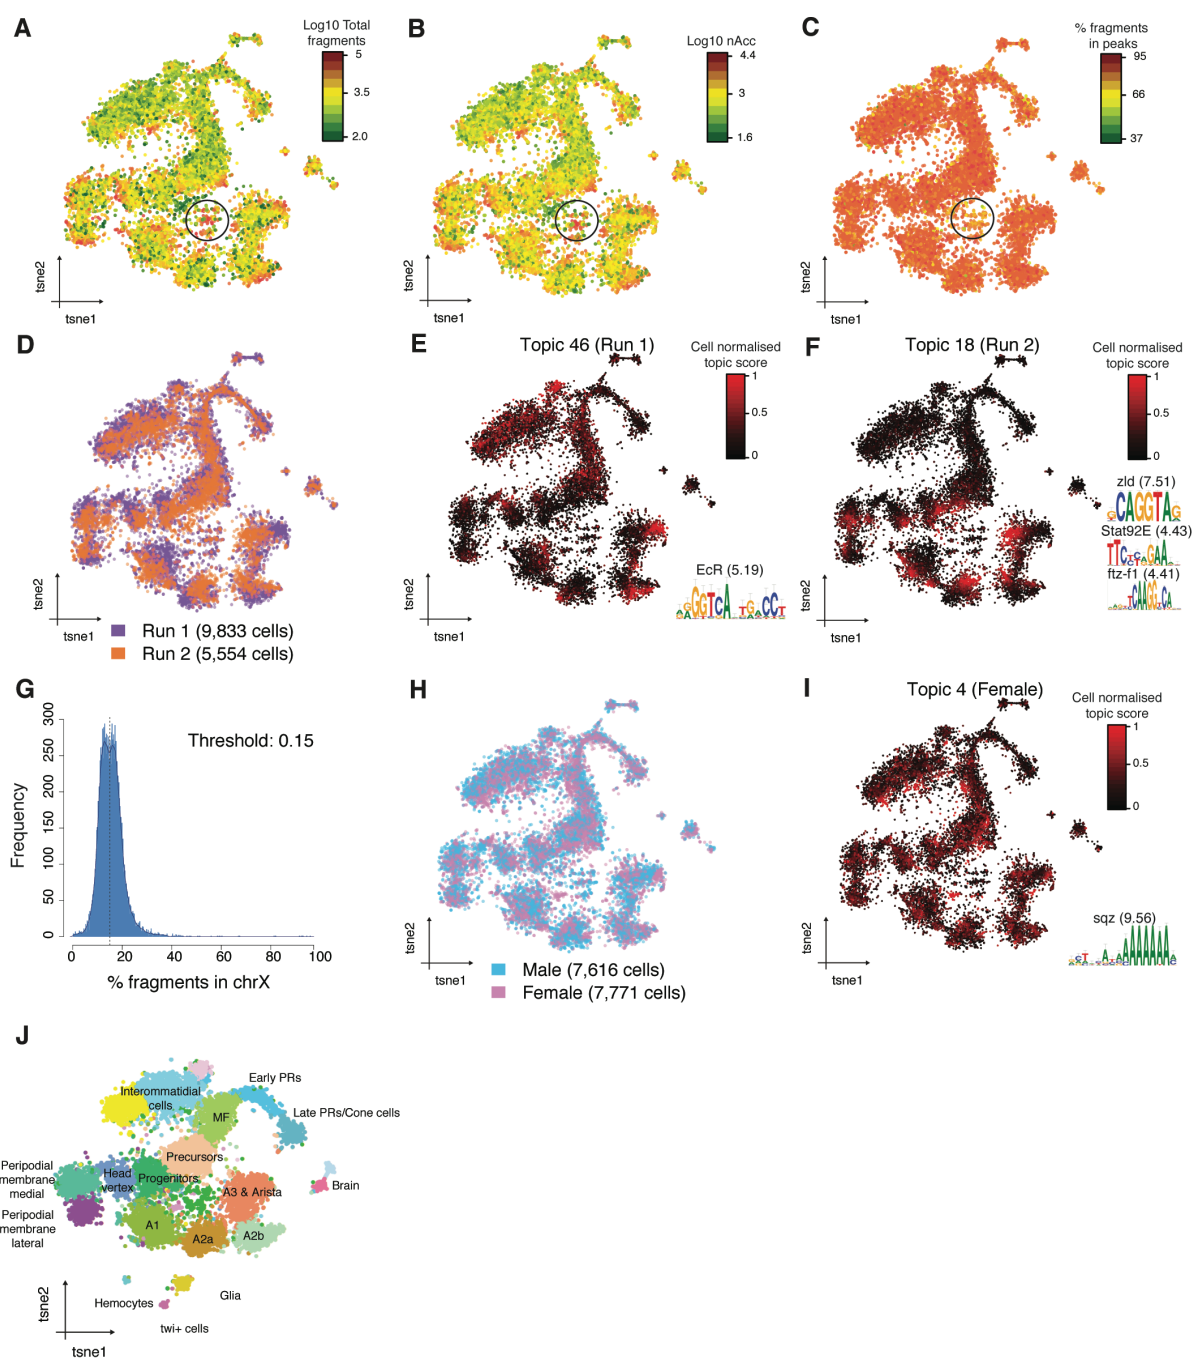 A
Log10 Total
fragments
5
3.5
2.0
tsne2
tsne1
B
Log10 nAcc
4.4
3
1.6
tsne2
tsne1
C
% fragments
in peaks
95
66
37
tsne2
tsne1
D
tsne2
tsne1
Run 1 (9,833 cells)
Run 2 (5,554 cells)
E
Topic 46 (Run 1)
Cell normalised
topic score
1
0.5
0
EcR (5.19)
tsne2
tsne1
F
Topic 18 (Run 2)
Cell normalised
topic score
1
0.5
0
zld (7.51)
CAGGTAG
Stat92E (4.43)
ftz-f1 (4.41)
tsne2
tsne1
G
Threshold: 0.15
Frequency
300
250
200
150
100
50
0
0
20
40
60
80
100
% fragments in chrX
H
tsne2
tsne1
Male (7,616 cells)
Female (7,771 cells)
I
Topic 4 (Female)
Cell normalised
topic score
1
0.5
0
sqz (9.56)
AAAAAA
tsne2
tsne1
J
Early PRs
Interommatidial
cells
MF
Late PRs/Cone cells
Precursors
Peripodial
membrane
medial
Head
vertex
Progenitors
A3 & Arista
Brain
Peripodial
membrane
lateral
A1
A2a
A2b
Hemocytes
Glia
twi+ cells
tsne2
tsne1